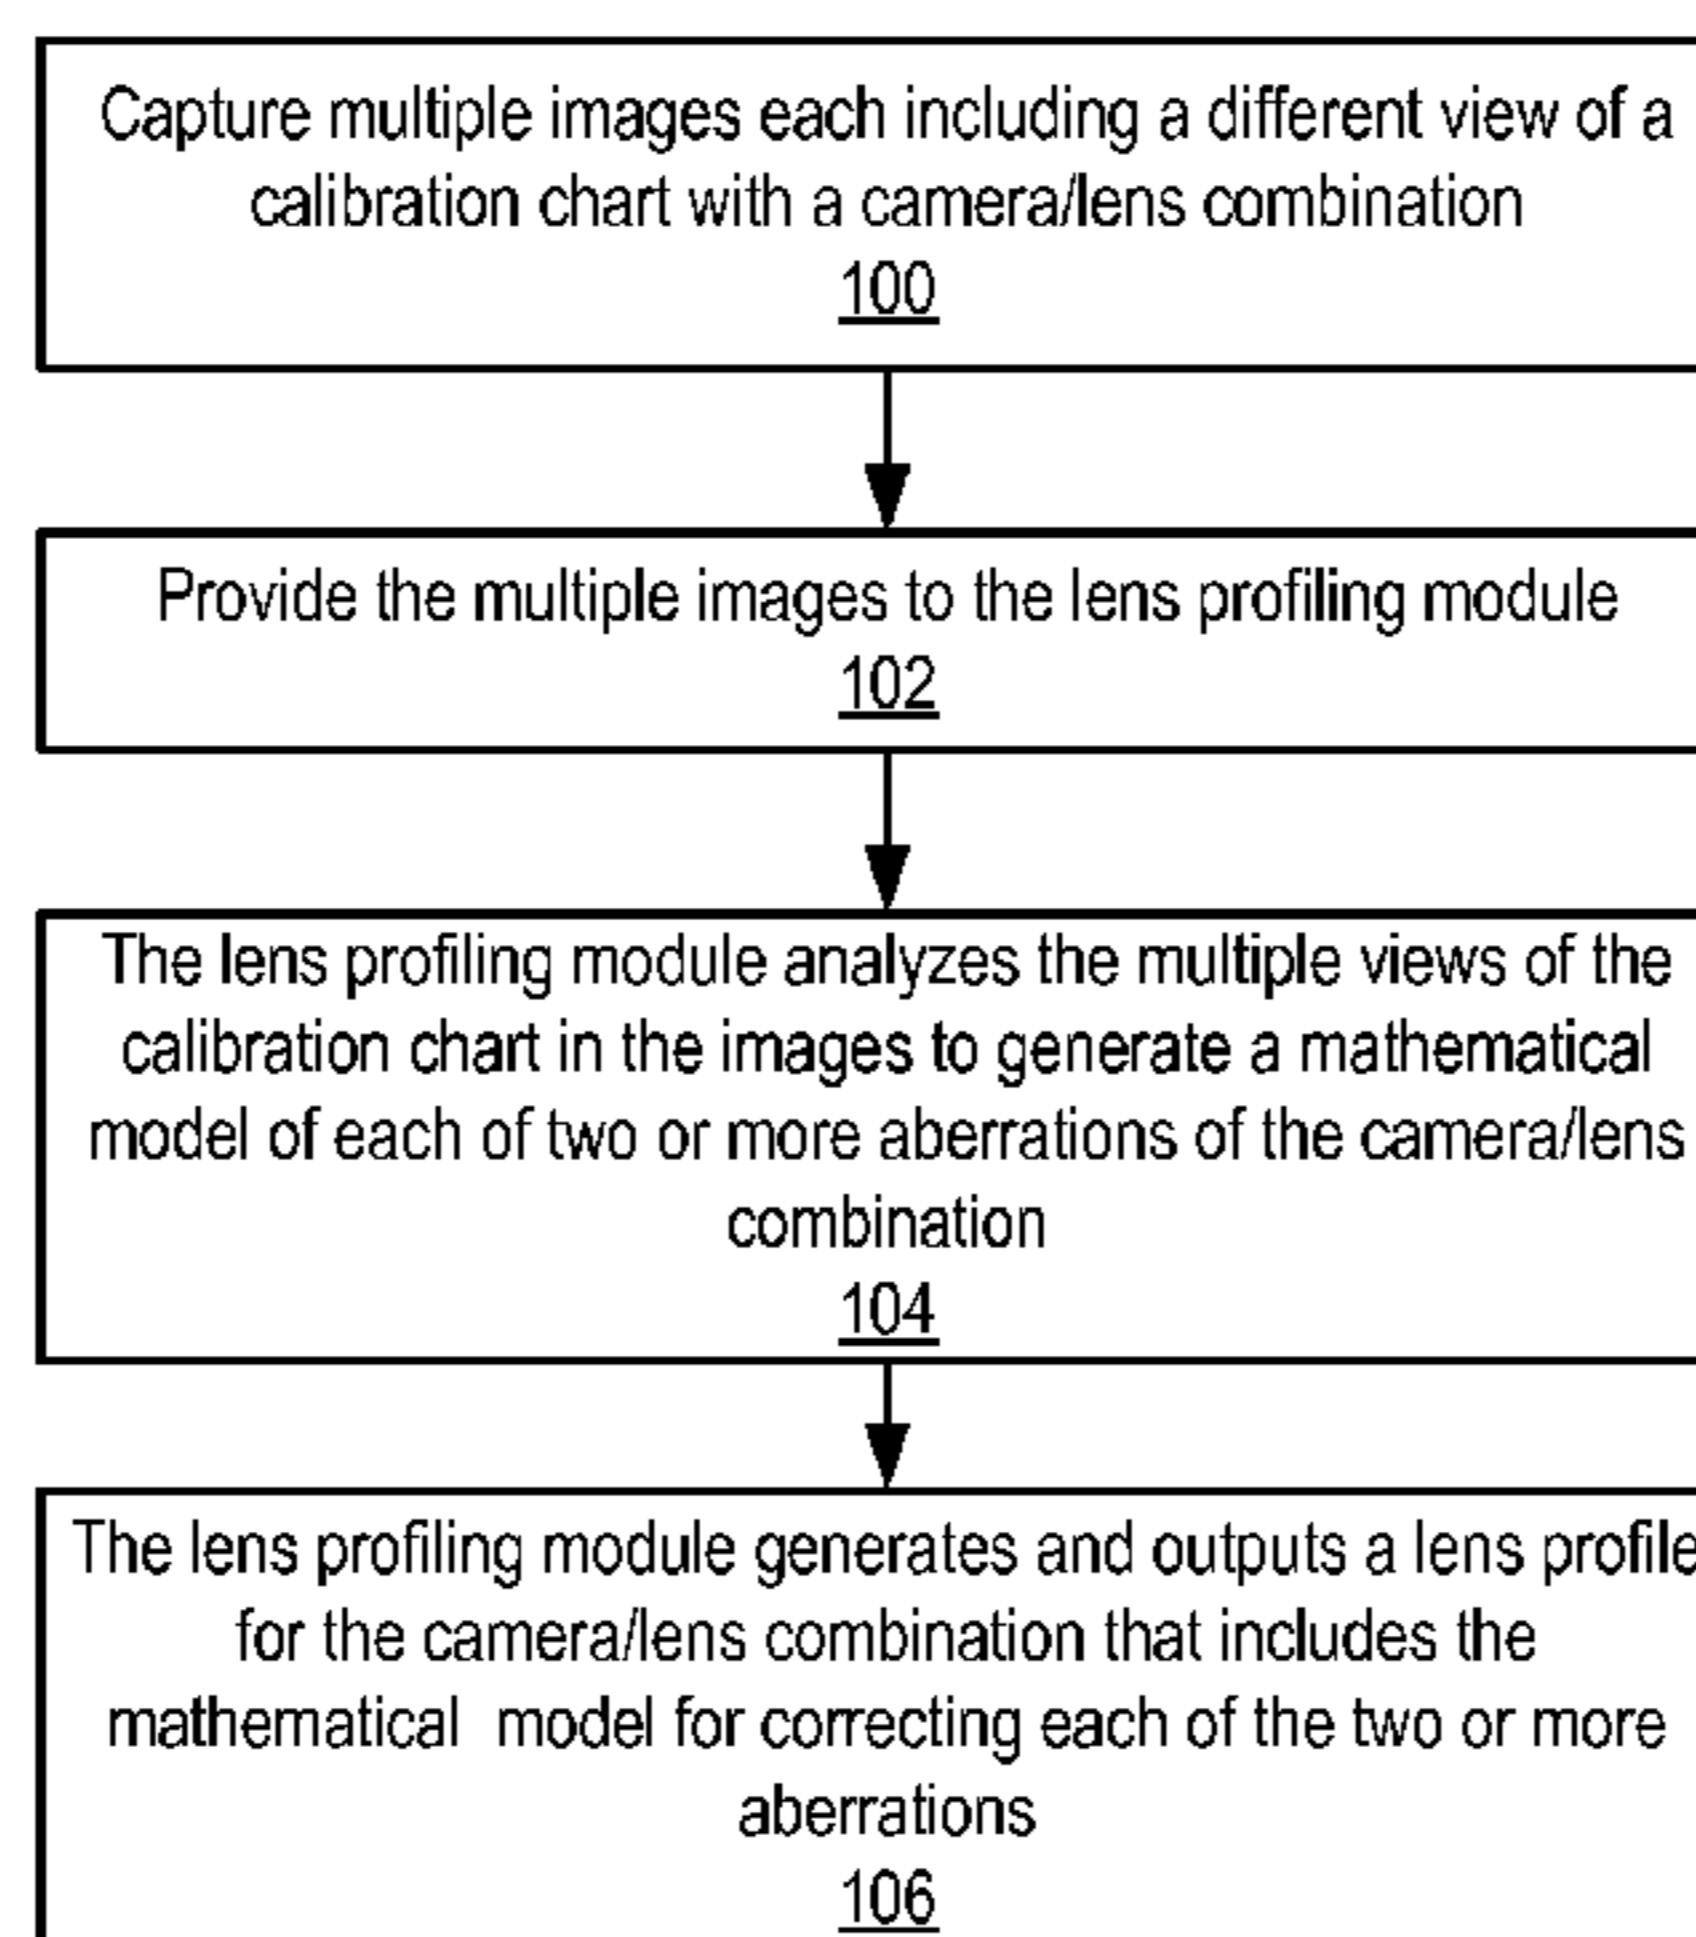 Capture multiple images each including a different view of a
calibration chart with a camera/lens combination
100
Provide the multiple images to the lens profiling module
102
The lens profiling module analyzes the multiple views of the
calibration chart in the images to generate a mathematical
model of each of two or more aberrations of the camera/lens
combination
104
The lens profiling module generates and outputs a lens profile
for the camera/lens combination that includes the
mathematical model for correcting each of the two or more
aberrations
106